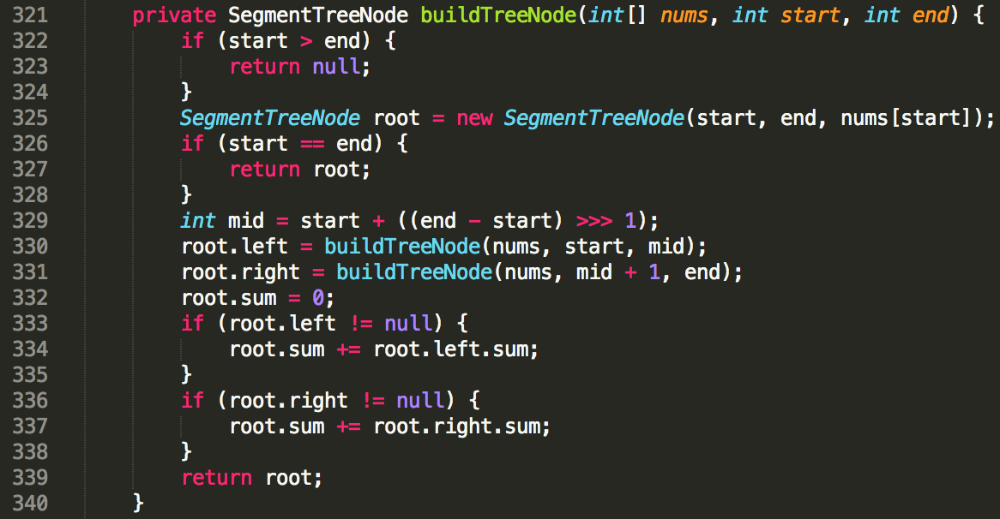 321 private SegmentTreeNode buildTreeNode(int[] nums, int start, int end) {
322 if (start > end) {
323 return null;
324 }
325 SegmentTreeNode root = new SegmentTreeNode(start, end, nums[start]);
326 if (start == end) {
327 return root;
328 }
329 int mid = start + ((end - start) >>> 1);
330 root.left = buildTreeNode(nums, start, mid);
331 root.right = buildTreeNode(nums, mid + 1, end);
332 root.sum = 0;
333 if (root.left != null) {
334 root.sum += root.left.sum;
335 }
336 if (root.right != null) {
337 root.sum += root.right.sum;
338 }
339 return root;
340 }